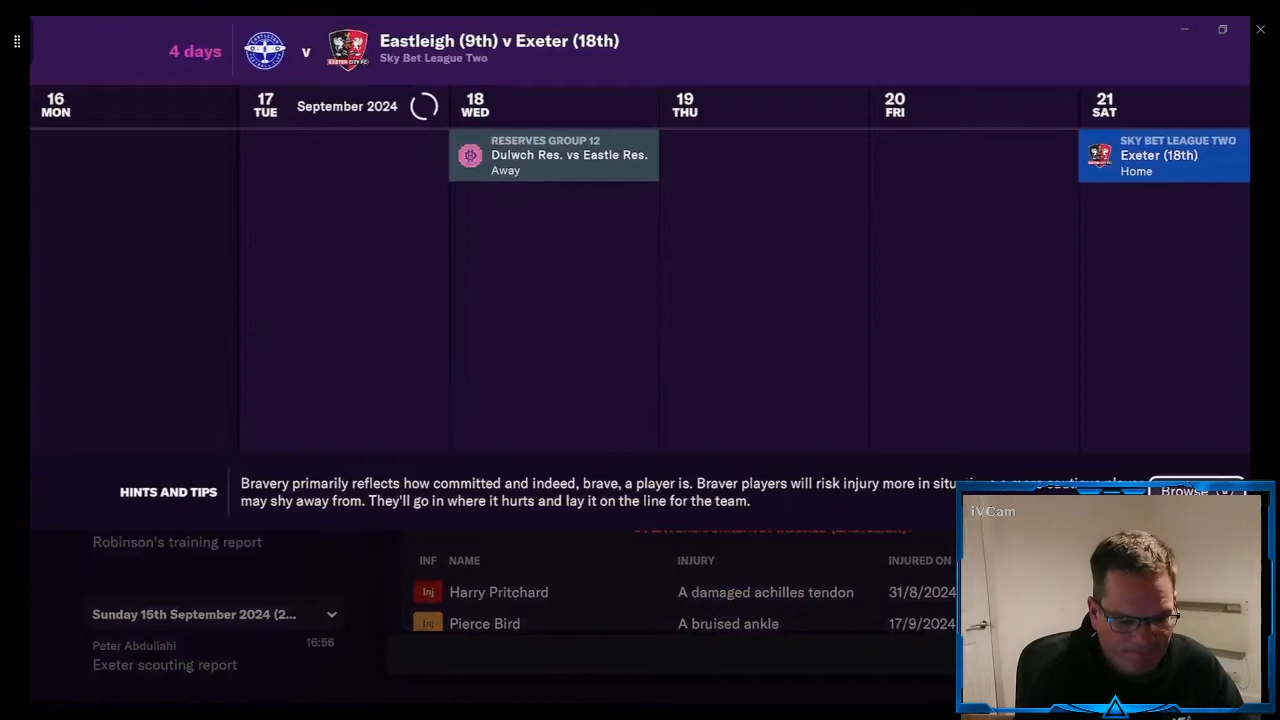 4 days
v
Eastleigh (9th) v Exeter (18th)
Sky Bet League Two
16
MON
17
TUE
September 2024
18
WED
19
THU
20
FRI
21
SAT
RESERVES GROUP 12
Dulwch Res. vs Eastle Res.
Away
SKY BET LEAGUE TWO
Exeter (18th)
Home
HINTS AND TIPS
Bravery primarily reflects how committed and indeed, brave, a player is. Braver players will risk injury more in
may shy away from. They'll go in where it hurts and lay it on the line for the team.
Browse
iVCam
Robinson's training report
Sunday 15th September 2024 (2...
Peter Abdullahi
16:56
Exeter scouting report
INF NAME INJURY INJURED ON
Inj Harry Pritchard A damaged achilles tendon 31/8/2024
Inj Pierce Bird A bruised ankle 17/9/2024